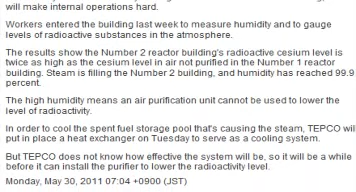 will make internal operations hard.
Workers entered the building last week to measure humidity and to gauge
levels of radioactive substances in the atmosphere.
The results show the Number 2 reactor building's radioactive cesium level is
twice as high as the cesium level in air not purified in the Number 1 reactor
building. Steam is filling the Number 2 building, and humidity has reached 99.9
percent.
The high humidity means an air purification unit cannot be used to lower the
level of radioactivity.
In order to cool the spent fuel storage pool that's causing the steam, TEPCO will
put in place a heat exchanger on Tuesday to serve as a cooling system.
But TEPCO does not know how effective the system will be, so it will be a while
before it can install the purifier to lower the radioactivity level.
Monday, May 30, 2011 07:04 +0900 (JST)